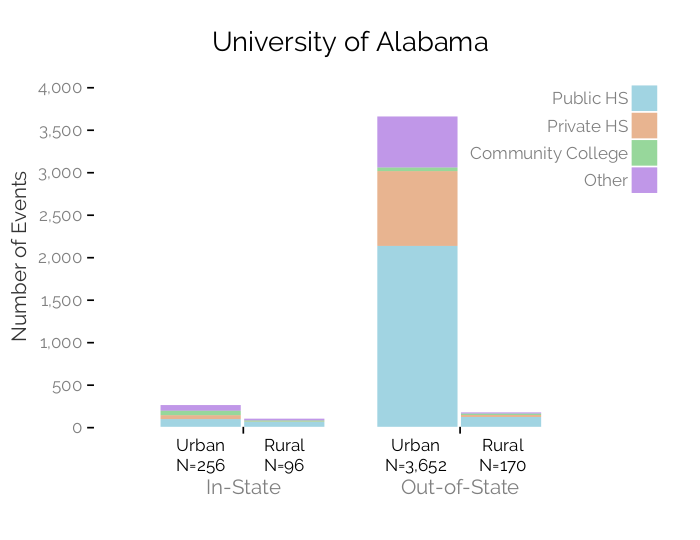 University of Alabama
Number of Events
4,000
3,500
3,000
2,500
2,000
1,500
1,000
500
0
Public HS
Private HS
Community College
Other
Urban Rural Urban Rural
N=256 N=96 N=3,652 N=170
In-State Out-of-State